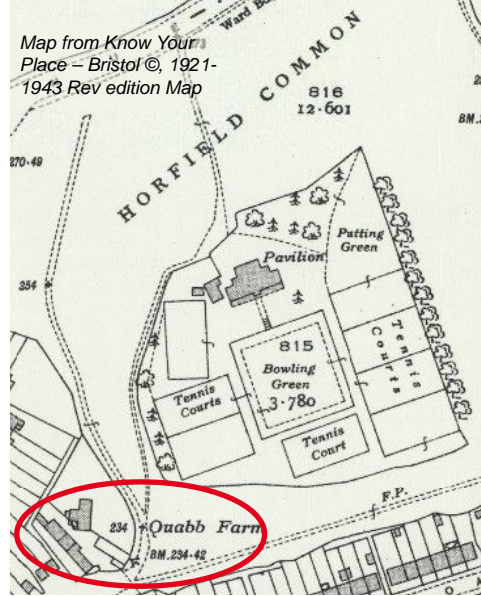 Map from Know Your
Place – Bristol ©, 1921-
1943 Rev edition Map
73
Ward
HORFIELD COMMON
816
12·601
B.M.
270·49
254
Putting
Green
Pavilion
815
Bowling
Green
3·780
Tennis
Courts
Tennis
Courts
Tennis
Court
F.P.
234
Quabb Farm
B.M. 234·42